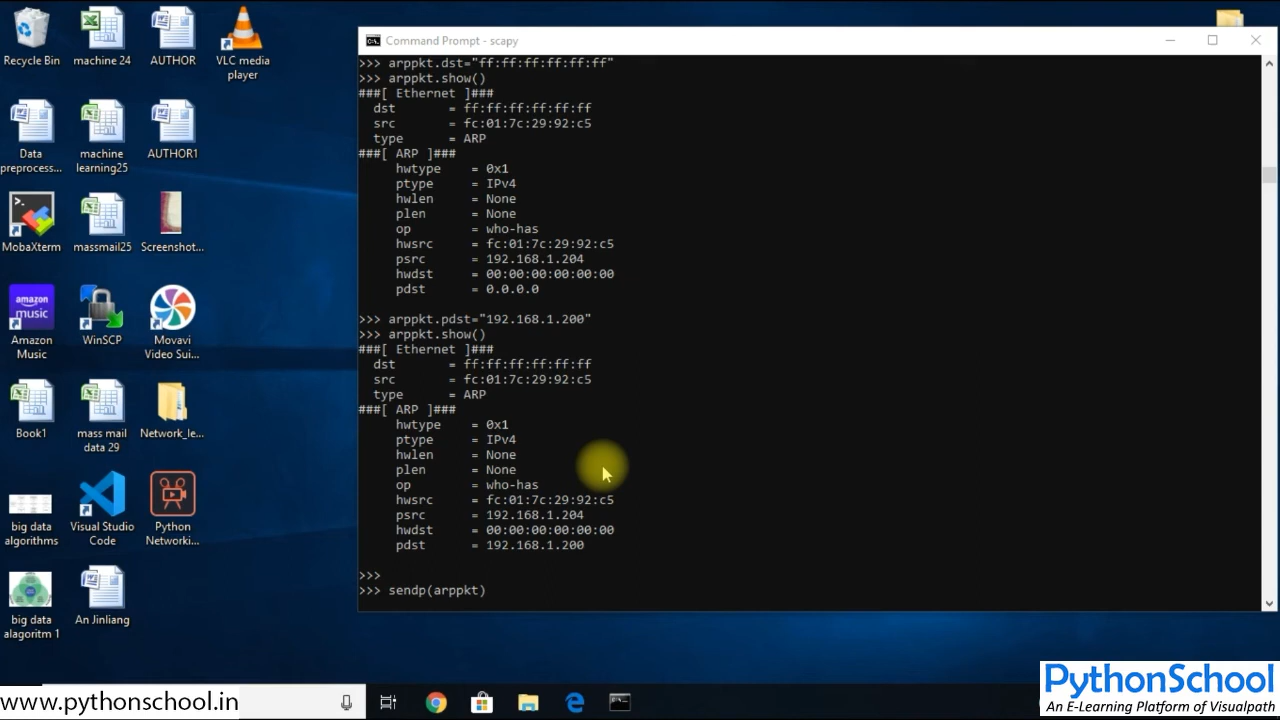 Recycle Bin
machine 24
AUTHOR
VLC media
player
Data
preprocess...
machine
learning25
AUTHOR1
MobaXterm
massmail25
Screenshot...
amazon
music
Amazon
Music
WinSCP
Movavi
Video Sui...
Book1
mass mail
data 29
Network_le...
big data
algorithms
Visual Studio
Code
Python
Networki...
big data
alagoritm 1
An Jinliang
Command Prompt - scapy
>>> arppkt.dst="ff:ff:ff:ff:ff:ff"
>>> arppkt.show()
###[ Ethernet ]###
dst = ff:ff:ff:ff:ff:ff
src = fc:01:7c:29:92:c5
type = ARP
###[ ARP ]###
hwtype = 0x1
ptype = IPv4
hwlen = None
plen = None
op = who-has
hwsrc = fc:01:7c:29:92:c5
psrc = 192.168.1.204
hwdst = 00:00:00:00:00:00
pdst = 0.0.0.0
>>> arppkt.pdst="192.168.1.200"
>>> arppkt.show()
###[ Ethernet ]###
dst = ff:ff:ff:ff:ff:ff
src = fc:01:7c:29:92:c5
type = ARP
###[ ARP ]###
hwtype = 0x1
ptype = IPv4
hwlen = None
plen = None
op = who-has
hwsrc = fc:01:7c:29:92:c5
psrc = 192.168.1.204
hwdst = 00:00:00:00:00:00
pdst = 192.168.1.200
>>>
>>> sendp(arppkt)
www.pythonschool.in
PythonSchool
An E-Learning Platform of Visualpath